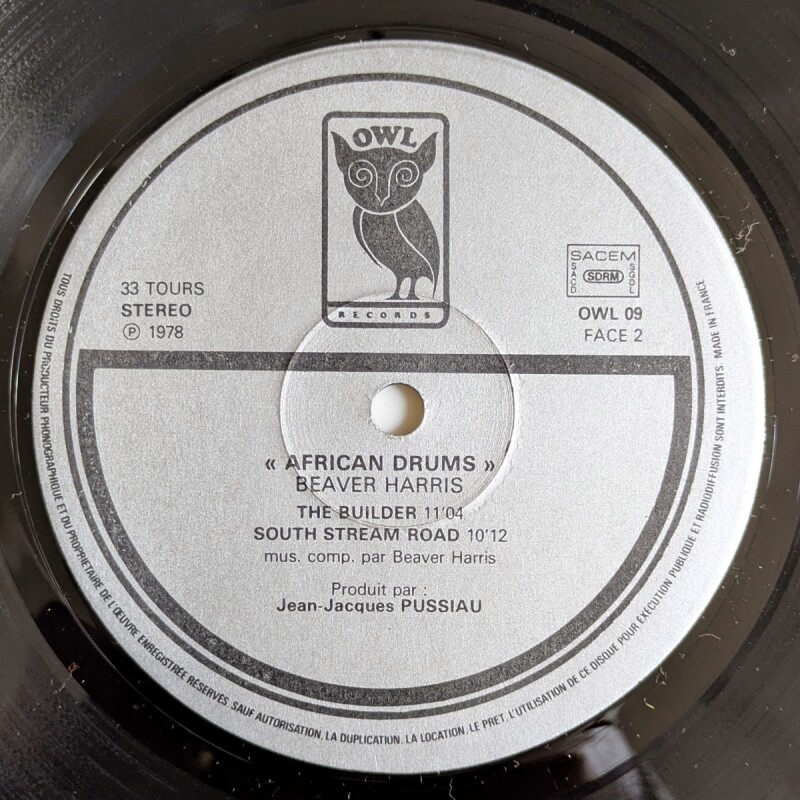 OWL
RECORDS
33 TOURS
STEREO
Ⓟ 1978
SACEM
SACD
SDRM
SGDL
OWL 09
FACE 2
« AFRICAN DRUMS »
BEAVER HARRIS
THE BUILDER 11'04
SOUTH STREAM ROAD 10'12
mus. comp. par Beaver Harris
Produit par :
Jean-Jacques PUSSIAU
TOUS DROITS DU PRODUCTEUR PHONOGRAPHIQUE ET DU PROPRIETAIRE DE L'ŒUVRE ENREGISTRÉE RESERVÉS. SAUF AUTORISATION, LA DUPLICATION, LA LOCATION, LE PRET, L'UTILISATION DE CE DISQUE POUR EXECUTION PUBLIQUE ET RADIODIFFUSION SONT INTERDITS. MADE IN FRANCE